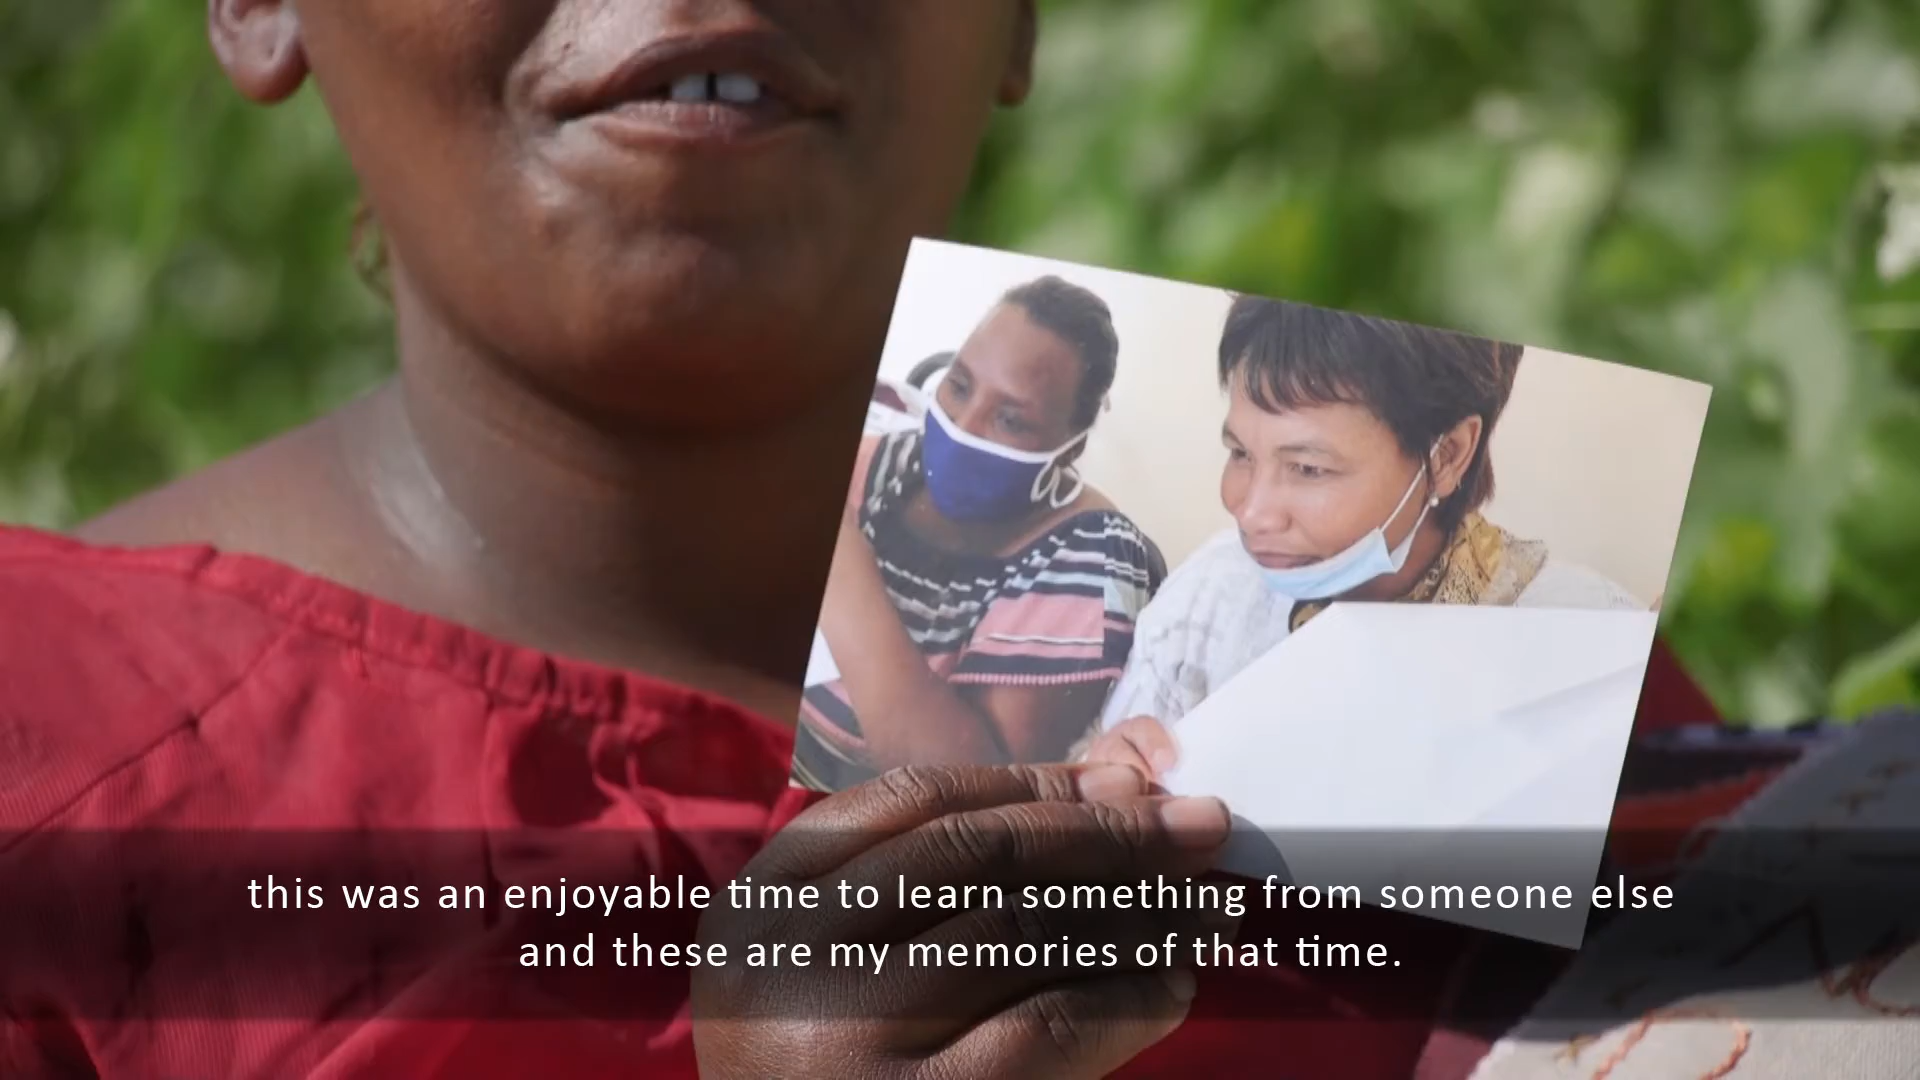 this was an enjoyable time to learn something from someone else
and these are my memories of that time.